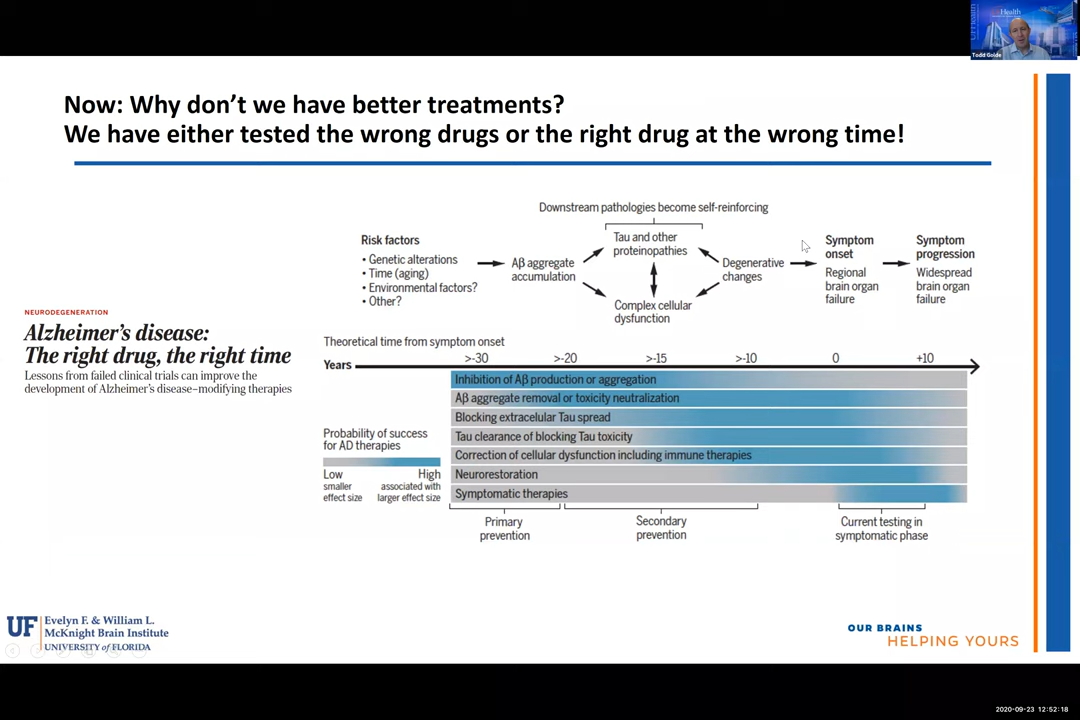 Health
Todd Golde
Now: Why don't we have better treatments?
We have either tested the wrong drugs or the right drug at the wrong time!
Downstream pathologies become self-reinforcing
Risk factors
• Genetic alterations
• Time (aging)
• Environmental factors?
• Other?
Aβ aggregate
accumulation
Tau and other
proteinopathies
Complex cellular
dysfunction
Degenerative
changes
Symptom
onset
Regional
brain organ
failure
Symptom
progression
Widespread
brain organ
failure
NEURODEGENERATION
Alzheimer's disease:
The right drug, the right time
Lessons from failed clinical trials can improve the
development of Alzheimer's disease–modifying therapies
Theoretical time from symptom onset
Years
>-30 >-20 >-15 >-10 0 +10
Inhibition of Aβ production or aggregation
Aβ aggregate removal or toxicity neutralization
Blocking extracelular Tau spread
Tau clearance of blocking Tau toxicity
Correction of cellular dysfunction including immune therapies
Neurorestoration
Symptomatic therapies
Probability of success
for AD therapies
Low High
smaller associated with
effect size larger effect size
Primary
prevention
Secondary
prevention
Current testing in
symptomatic phase
UF
Evelyn F. & William L.
McKnight Brain Institute
UNIVERSITY of FLORIDA
OUR BRAINS
HELPING YOURS
2020-09-23 12:52:18